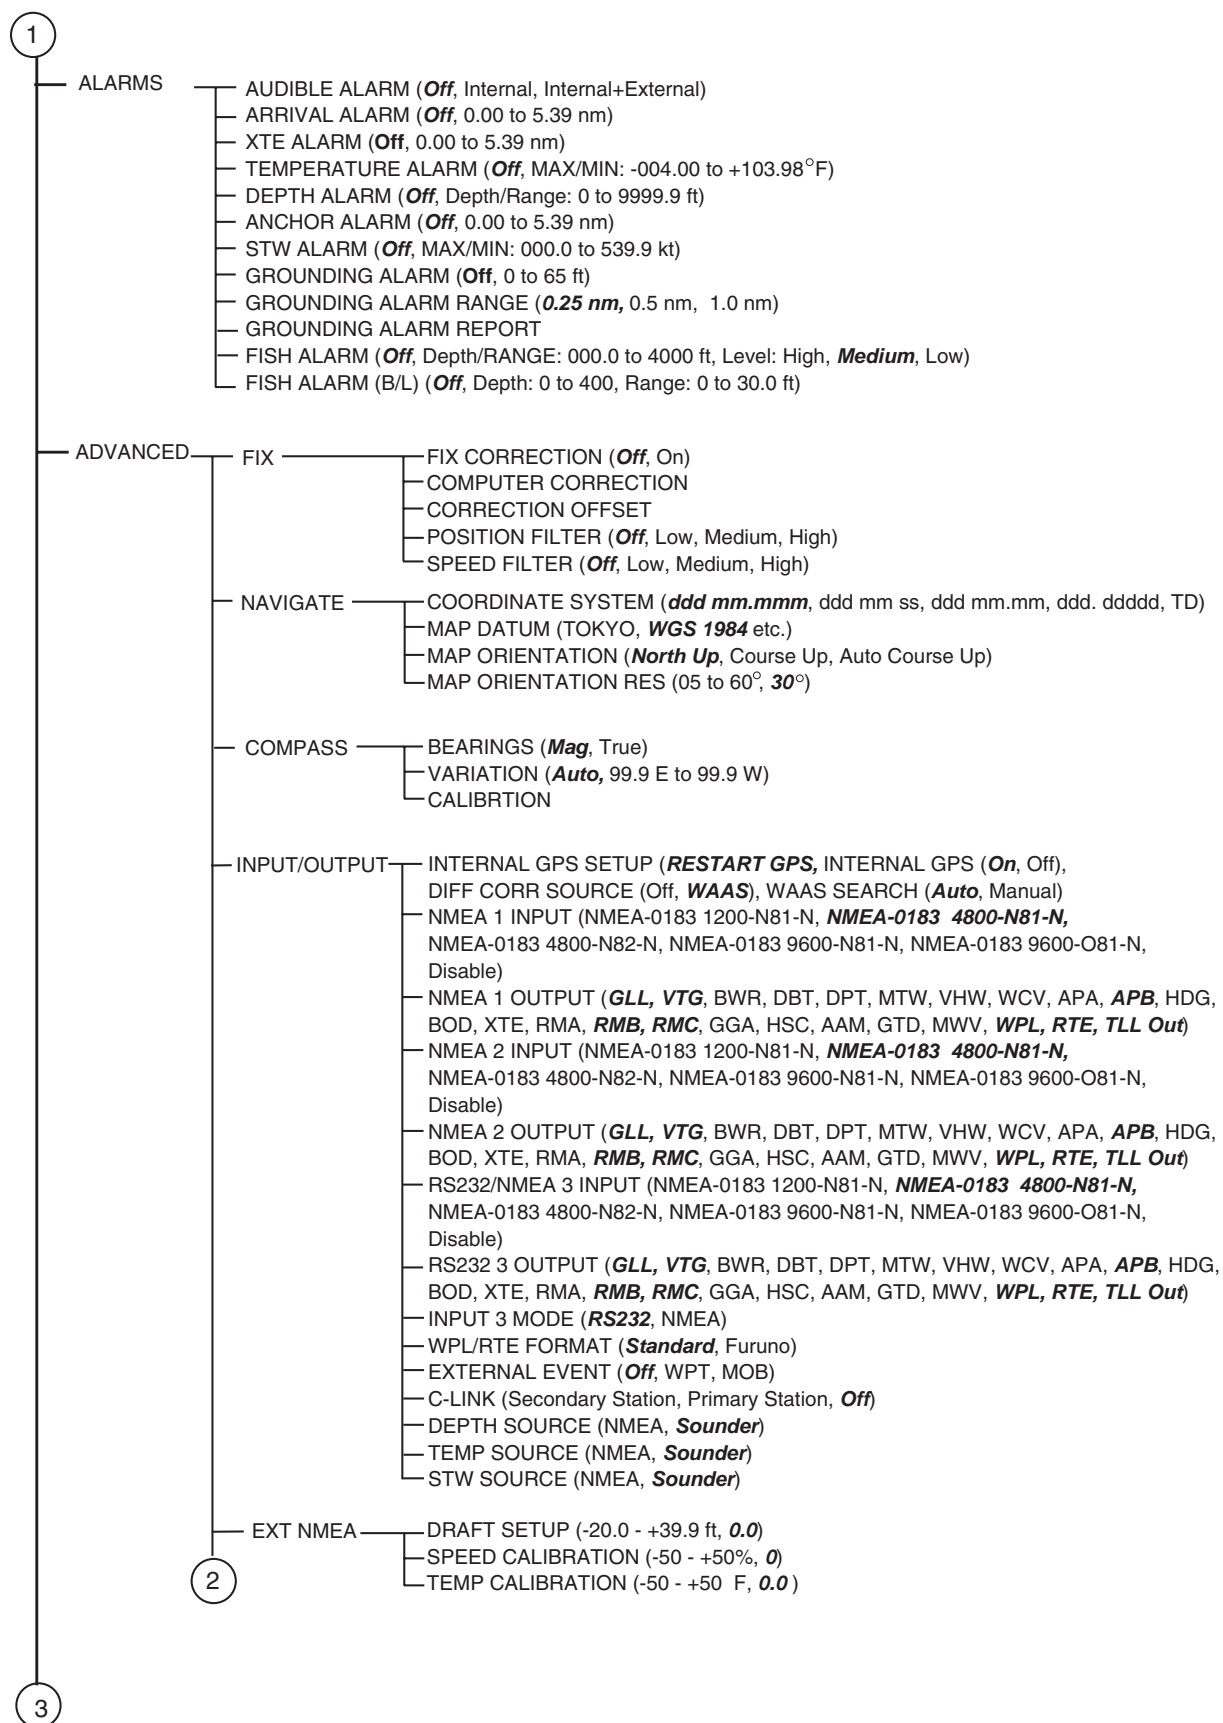 1
ALARMS
AUDIBLE ALARM (Off, Internal, Internal+External)
ARRIVAL ALARM (Off, 0.00 to 5.39 nm)
XTE ALARM (Off, 0.00 to 5.39 nm)
TEMPERATURE ALARM (Off, MAX/MIN: -004.00 to +103.98°F)
DEPTH ALARM (Off, Depth/Range: 0 to 9999.9 ft)
ANCHOR ALARM (Off, 0.00 to 5.39 nm)
STW ALARM (Off, MAX/MIN: 000.0 to 539.9 kt)
GROUNDING ALARM (Off, 0 to 65 ft)
GROUNDING ALARM RANGE (0.25 nm, 0.5 nm, 1.0 nm)
GROUNDING ALARM REPORT
FISH ALARM (Off, Depth/RANGE: 000.0 to 4000 ft, Level: High, Medium, Low)
FISH ALARM (B/L) (Off, Depth: 0 to 400, Range: 0 to 30.0 ft)
ADVANCED
FIX
FIX CORRECTION (Off, On)
COMPUTER CORRECTION
CORRECTION OFFSET
POSITION FILTER (Off, Low, Medium, High)
SPEED FILTER (Off, Low, Medium, High)
NAVIGATE
COORDINATE SYSTEM (ddd mm.mmm, ddd mm ss, ddd mm.mm, ddd. ddddd, TD)
MAP DATUM (TOKYO, WGS 1984 etc.)
MAP ORIENTATION (North Up, Course Up, Auto Course Up)
MAP ORIENTATION RES (05 to 60°, 30°)
COMPASS
BEARINGS (Mag, True)
VARIATION (Auto, 99.9 E to 99.9 W)
CALIBRTION
INPUT/OUTPUT
INTERNAL GPS SETUP (RESTART GPS, INTERNAL GPS (On, Off),
DIFF CORR SOURCE (Off, WAAS), WAAS SEARCH (Auto, Manual)
NMEA 1 INPUT (NMEA-0183 1200-N81-N, NMEA-0183 4800-N81-N,
NMEA-0183 4800-N82-N, NMEA-0183 9600-N81-N, NMEA-0183 9600-O81-N,
Disable)
NMEA 1 OUTPUT (GLL, VTG, BWR, DBT, DPT, MTW, VHW, WCV, APA, APB, HDG,
BOD, XTE, RMA, RMB, RMC, GGA, HSC, AAM, GTD, MWV, WPL, RTE, TLL Out)
NMEA 2 INPUT (NMEA-0183 1200-N81-N, NMEA-0183 4800-N81-N,
NMEA-0183 4800-N82-N, NMEA-0183 9600-N81-N, NMEA-0183 9600-O81-N,
Disable)
NMEA 2 OUTPUT (GLL, VTG, BWR, DBT, DPT, MTW, VHW, WCV, APA, APB, HDG,
BOD, XTE, RMA, RMB, RMC, GGA, HSC, AAM, GTD, MWV, WPL, RTE, TLL Out)
RS232/NMEA 3 INPUT (NMEA-0183 1200-N81-N, NMEA-0183 4800-N81-N,
NMEA-0183 4800-N82-N, NMEA-0183 9600-N81-N, NMEA-0183 9600-O81-N,
Disable)
RS232 3 OUTPUT (GLL, VTG, BWR, DBT, DPT, MTW, VHW, WCV, APA, APB, HDG,
BOD, XTE, RMA, RMB, RMC, GGA, HSC, AAM, GTD, MWV, WPL, RTE, TLL Out)
INPUT 3 MODE (RS232, NMEA)
WPL/RTE FORMAT (Standard, Furuno)
EXTERNAL EVENT (Off, WPT, MOB)
C-LINK (Secondary Station, Primary Station, Off)
DEPTH SOURCE (NMEA, Sounder)
TEMP SOURCE (NMEA, Sounder)
STW SOURCE (NMEA, Sounder)
EXT NMEA
DRAFT SETUP (-20.0 - +39.9 ft, 0.0)
SPEED CALIBRATION (-50 - +50%, 0)
TEMP CALIBRATION (-50 - +50 F, 0.0 )
2
3